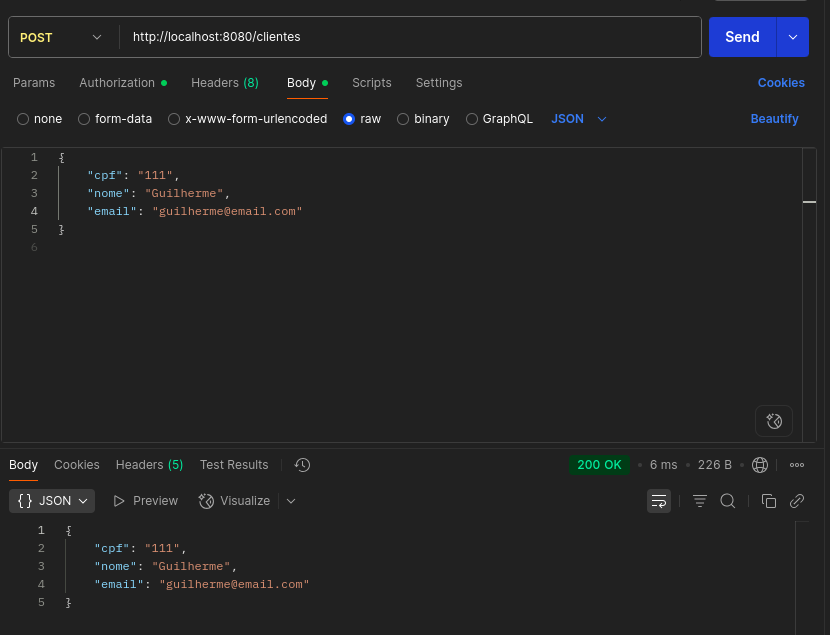 POST http://localhost:8080/clientes Send
Params Authorization Headers (8) Body Scripts Settings Cookies
none form-data x-www-form-urlencoded raw binary GraphQL JSON Beautify
1 {
2 "cpf": "111",
3 "nome": "Guilherme",
4 "email": "guilherme@email.com"
5 }
6
Body Cookies Headers (5) Test Results 200 OK • 6 ms • 226 B •
{} JSON Preview Visualize
1 {
2 "cpf": "111",
3 "nome": "Guilherme",
4 "email": "guilherme@email.com"
5 }